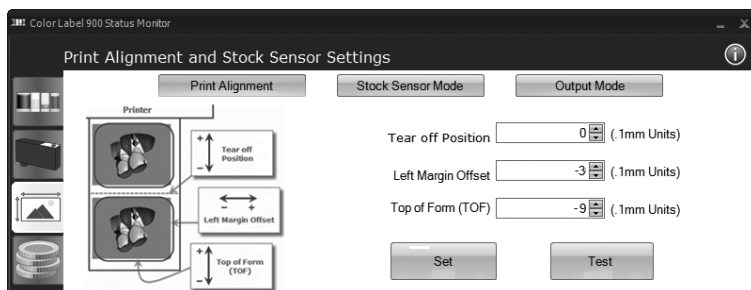 Color Label 900 Status Monitor
Print Alignment and Stock Sensor Settings
Print Alignment Stock Sensor Mode Output Mode
Printer
+
Tear off
Position
–
– +
Left Margin Offset
+
Top of Form
(TOF)
–
Tear off Position 0 (.1mm Units)
Left Margin Offset -3 (.1mm Units)
Top of Form (TOF) -9 (.1mm Units)
Set Test